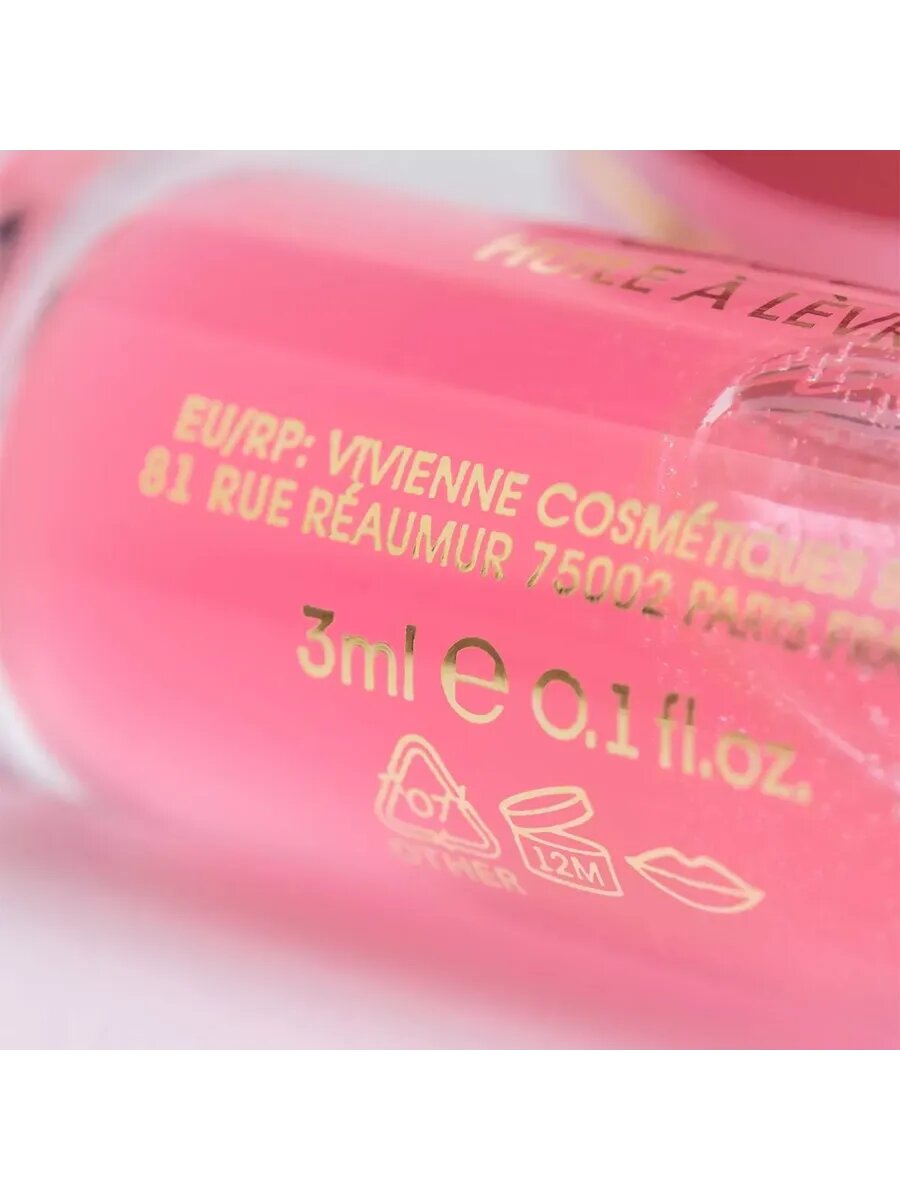 HUILE À LÈVR
EU/RP: VIVIENNE COSMÉTIQUES S
81 RUE RÉAUMUR 75002 PARIS FRA
3ml e 0.1 fl.oz.
07
OTHER
12M